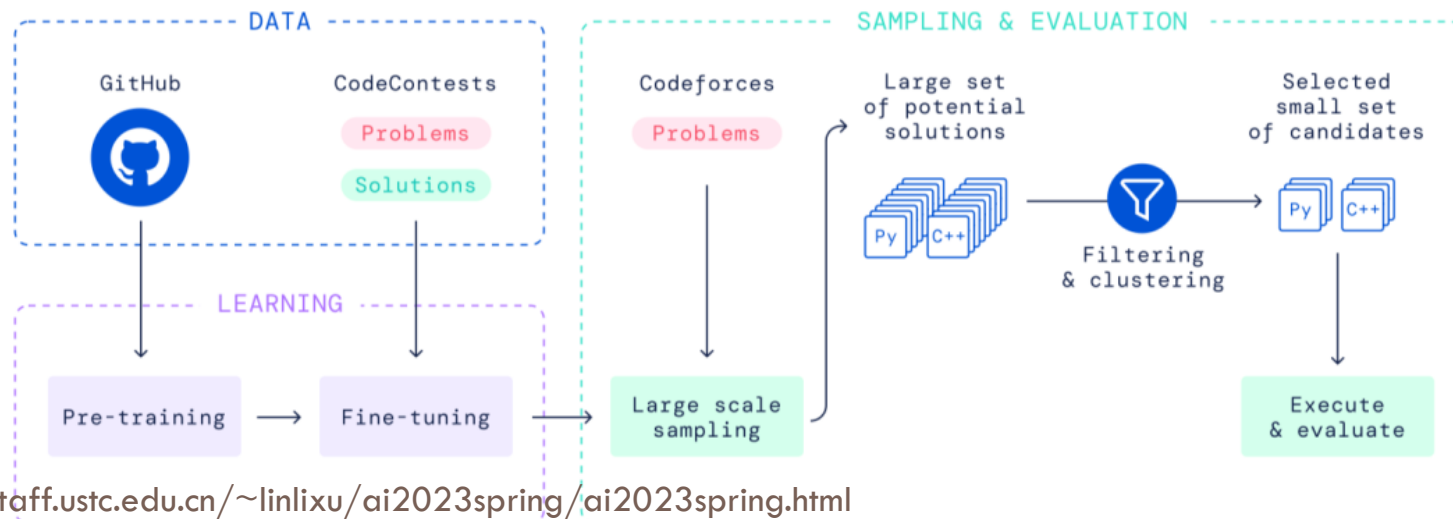 DATA
SAMPLING & EVALUATION
GitHub
CodeContests
Problems
Solutions
Codeforces
Problems
Large set
of potential
solutions
Selected
small set
of candidates
Py
C++
Filtering
& clustering
Py
C++
LEARNING
Pre-training
Fine-tuning
Large scale
sampling
Execute
& evaluate
taff.ustc.edu.cn/~linlixu/ai2023spring/ai2023spring.html